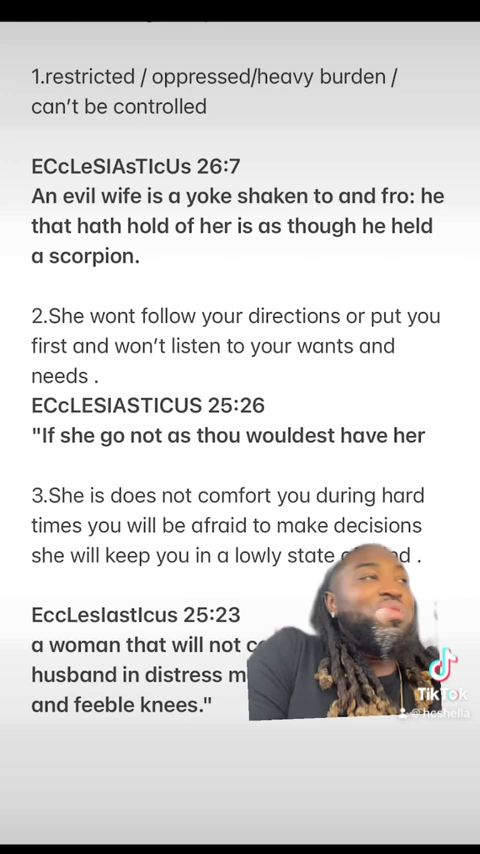 1.restricted / oppressed/heavy burden /
can't be controlled
ECcLeSIAsTIcUs 26:7
An evil wife is a yoke shaken to and fro: he
that hath hold of her is as though he held
a scorpion.
2.She wont follow your directions or put you
first and won't listen to your wants and
needs .
ECcLESIASTICUS 25:26
"If she go not as thou wouldest have her
3.She is does not comfort you during hard
times you will be afraid to make decisions
she will keep you in a lowly state .
EccLesIastIcus 25:23
a woman that will not
husband in distress
and feeble knees."
TikTok
@hcshella